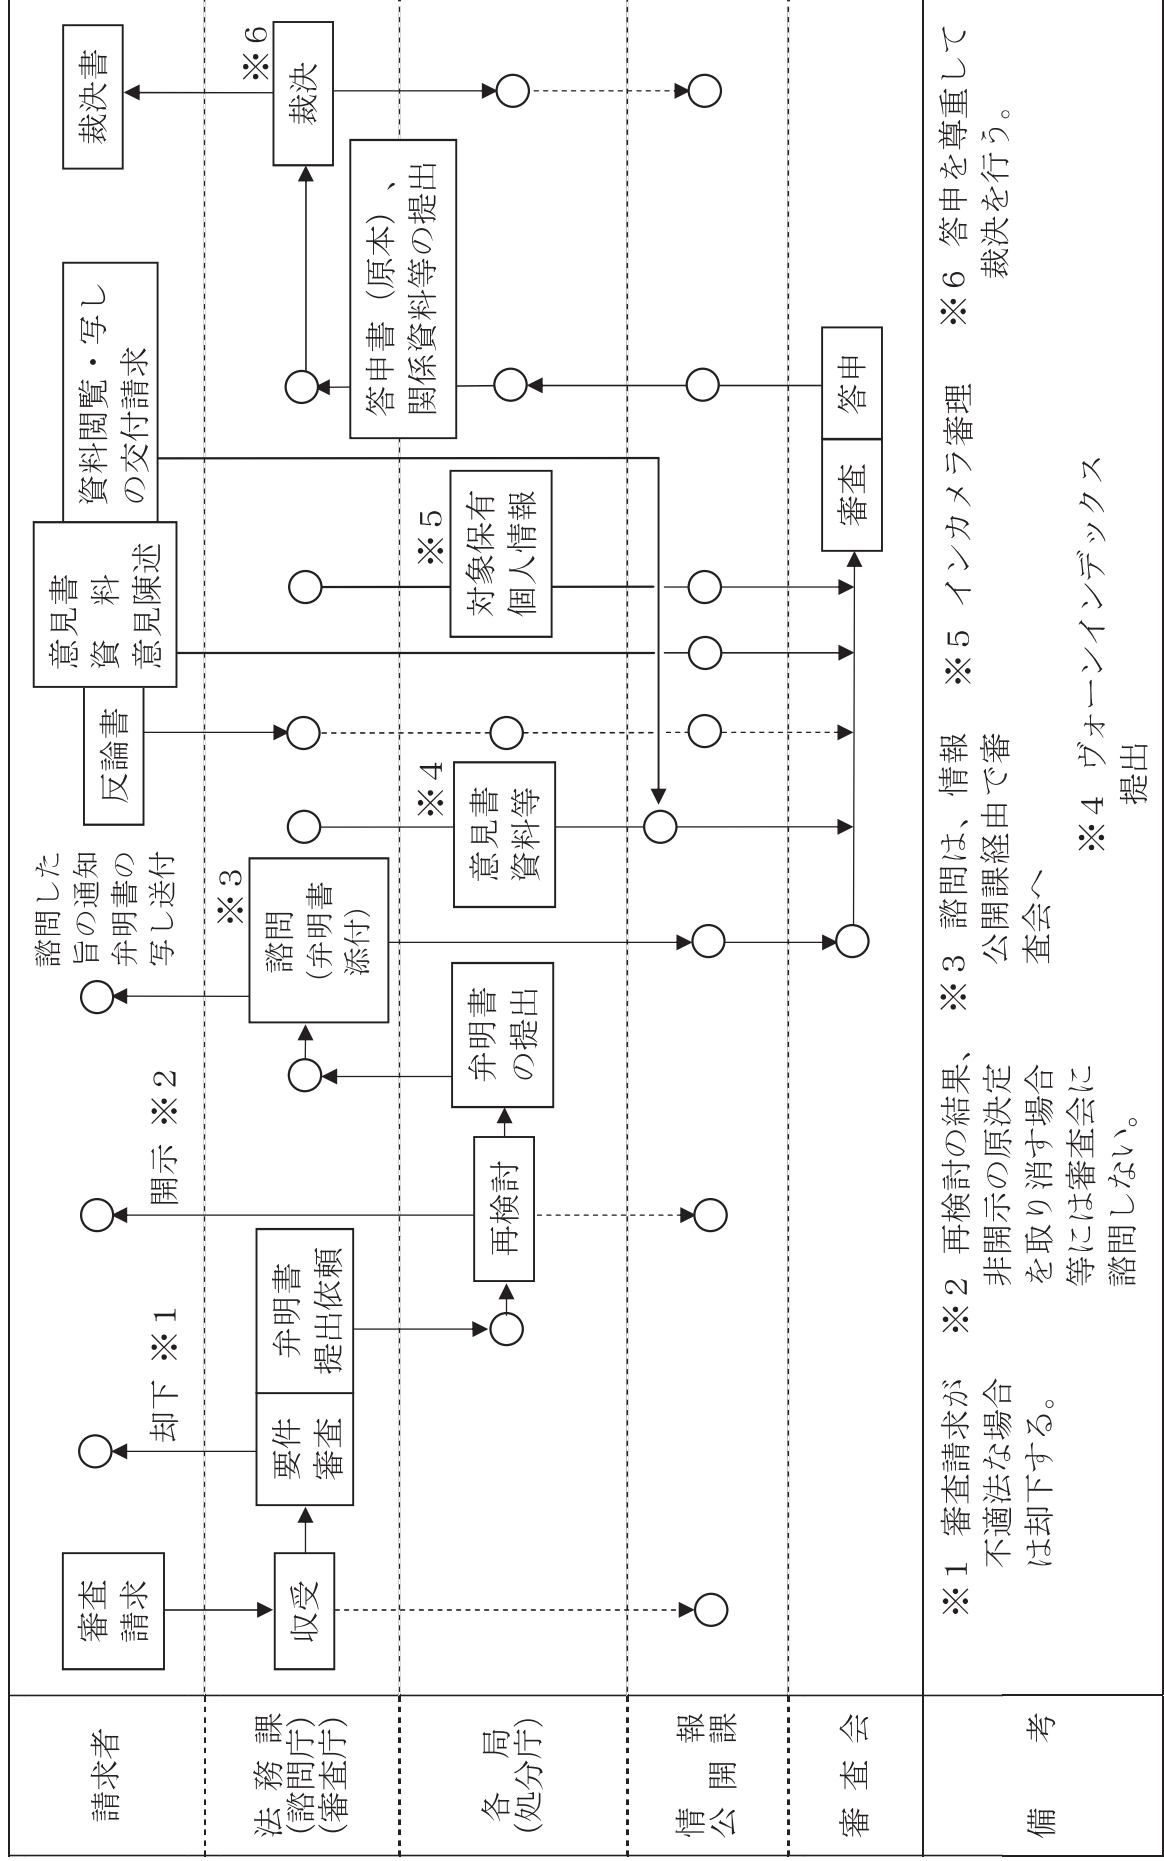 請求者
法務課
(諮問庁)
(審査庁)
各局
(処分庁)
情報
公開課
審査会
備考
審査
請求
収受
却下 ※1
要件
審査
弁明書
提出依頼
開示 ※2
再検討
弁明書
の提出
諮問した
旨の通知
弁明書の
写し送付
※3
諮問
(弁明書
添付)
※4
意見書
資料等
反論書
意見書
資料
意見陳述
※5
対象保有
個人情報
資料閲覧・写し
の交付請求
審査
答申
答申書(原本)、
関係資料等の提出
※6
裁決
裁決書
※1 審査請求が
不適法な場合
は却下する。
※2 再検討の結果、
非開示の原決定
を取り消す場合
等には審査会に
諮問しない。
※3 諮問は、情報
公開課経由で審
査会へ
※4 ヴォーンインデックス
提出
※5 インカメラ審理
※6 答申を尊重して
裁決を行う。